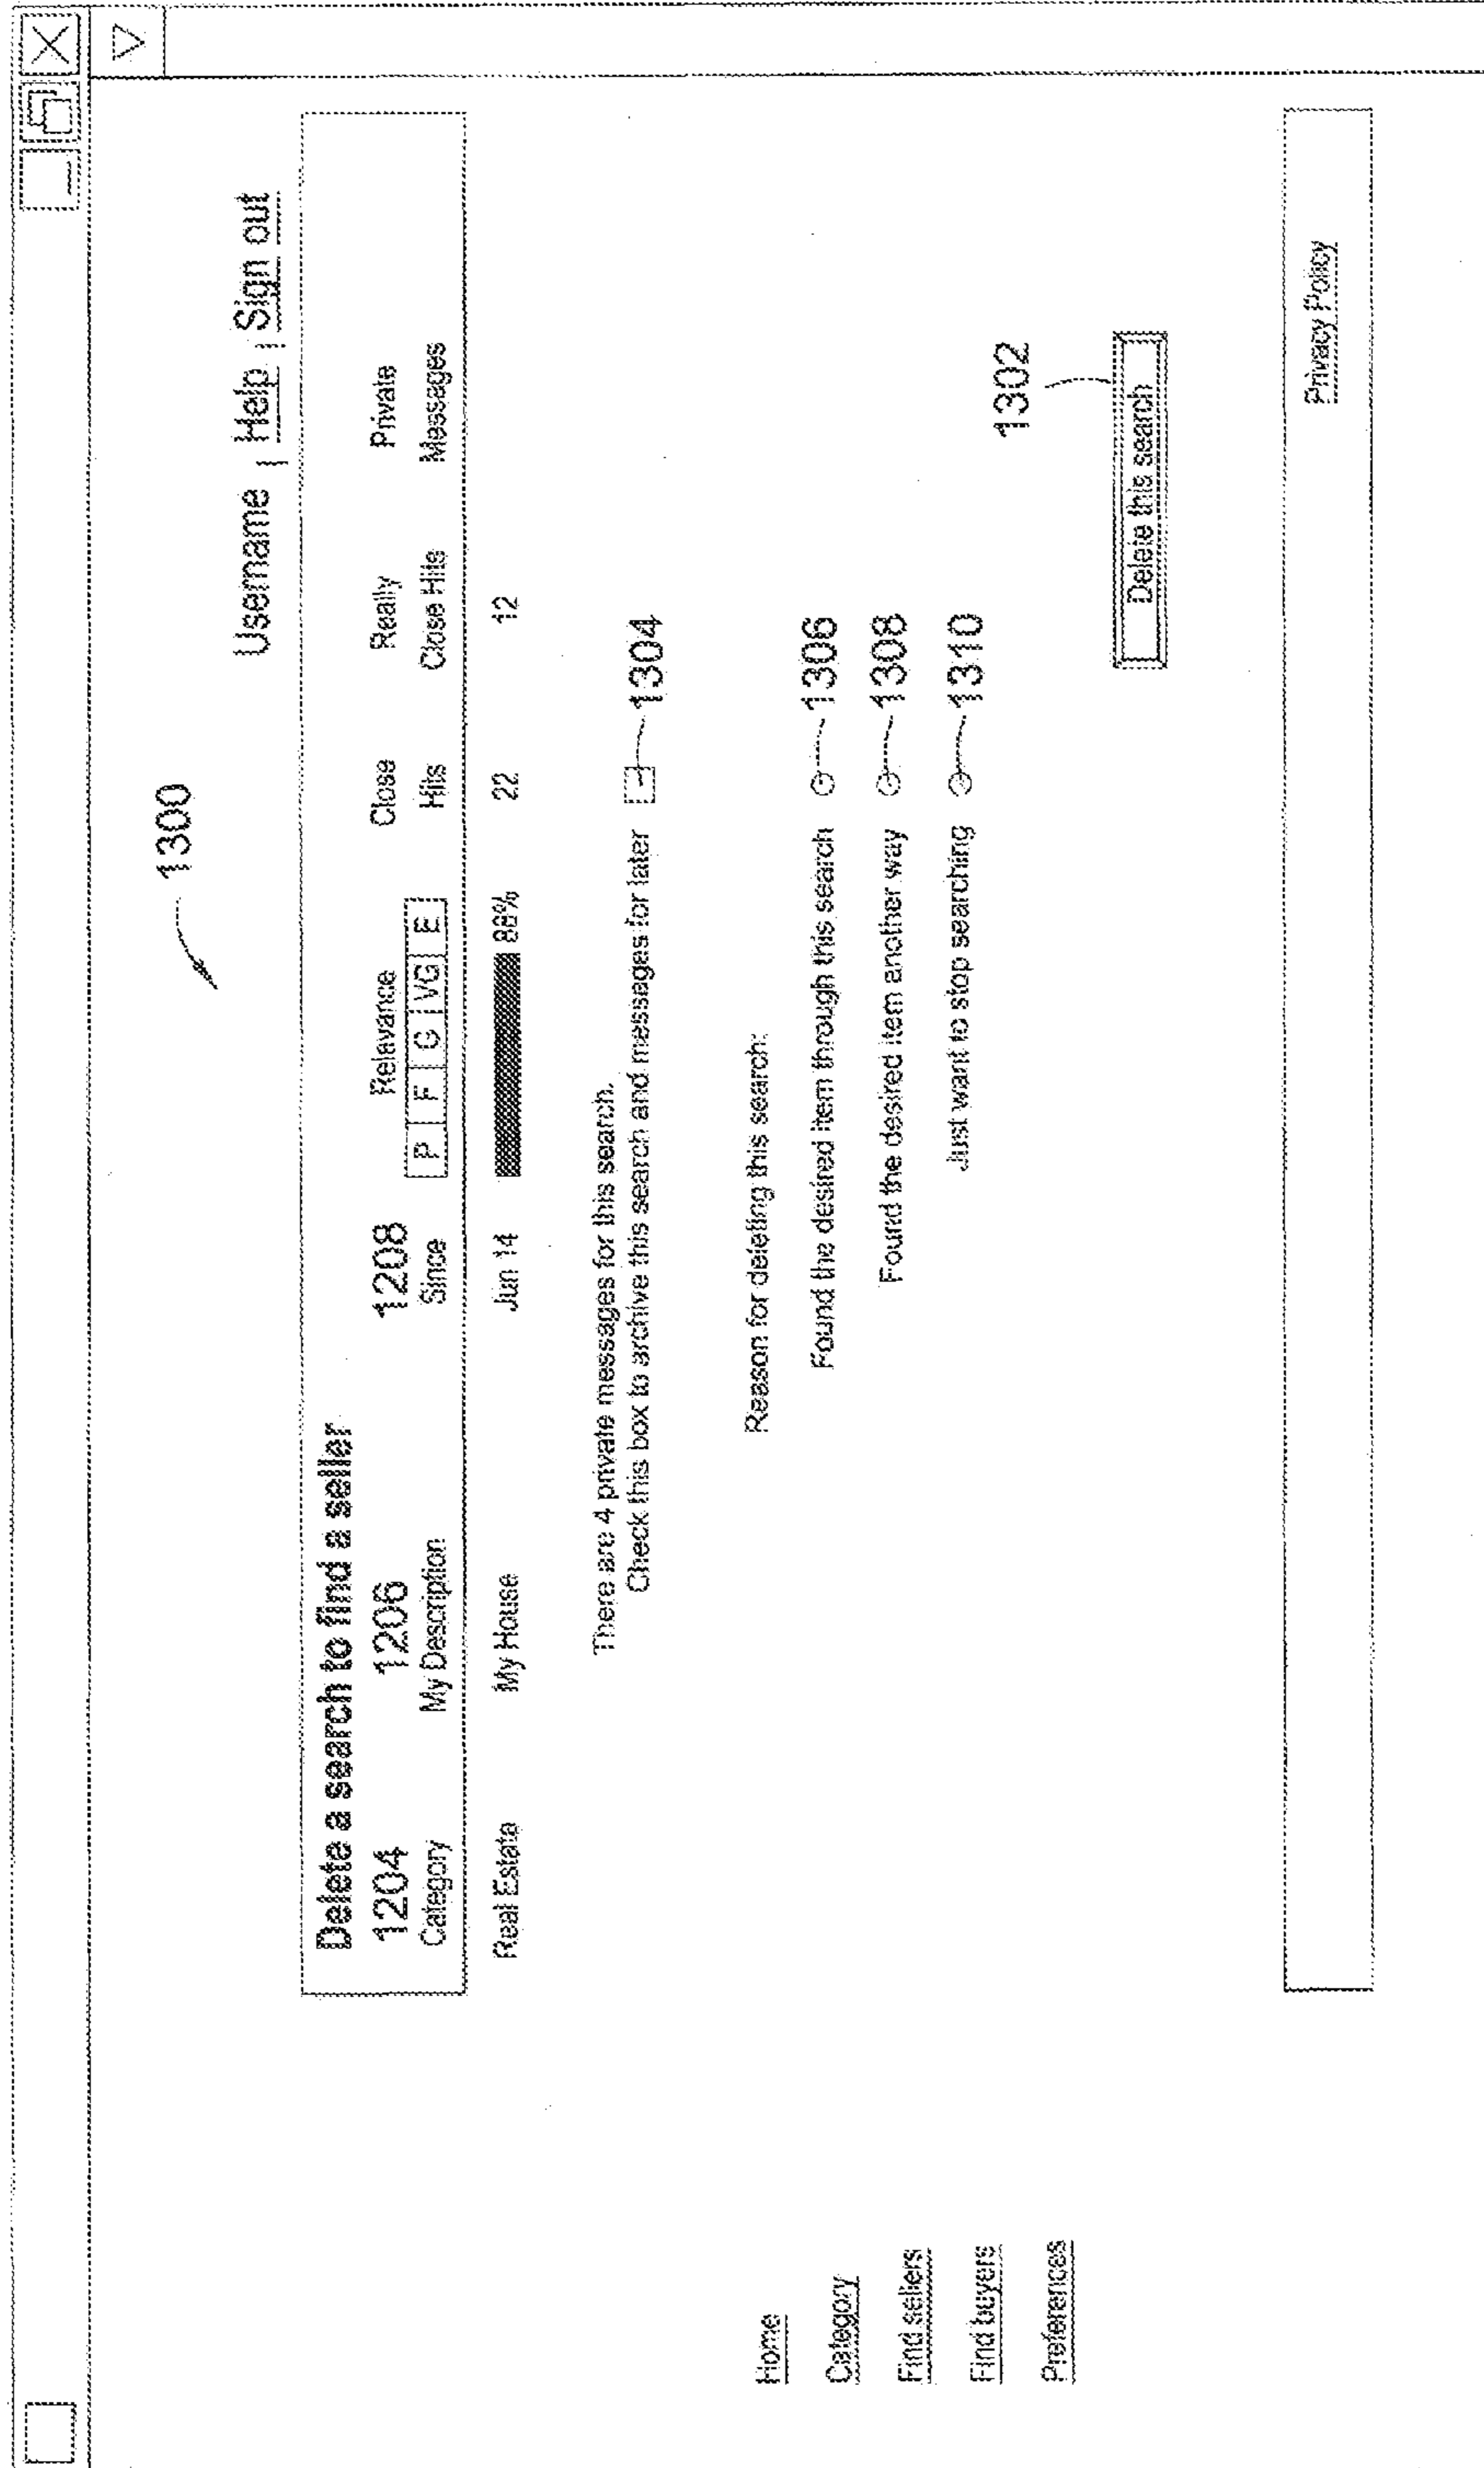 1300
Username | Help | Sign out
Delete a search to find a seller
1204 1206 1208 Relevance Close Really Private
Category My Description Since P F G VG E Hits Close Hits Messages
Real Estate My House Jun 14 88% 22 12
There are 4 private messages for this search.
Check this box to archive this search and messages for later 1304
Home
Reason for deleting this search:
Category
Found the desired item through this search 1306
Find sellers
Found the desired item another way 1308
Find buyers
Just want to stop searching 1310
Preferences
1302
Delete this search
Privacy Policy